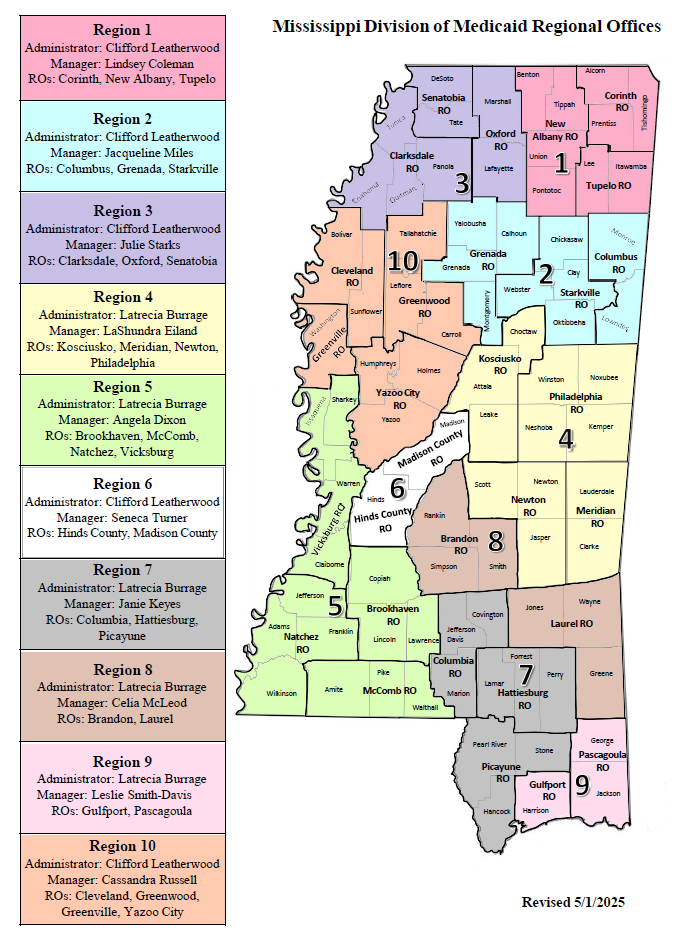 Mississippi Division of Medicaid Regional Offices
Region 1
Administrator: Clifford Leatherwood
Manager: Lindsey Coleman
ROs: Corinth, New Albany, Tupelo
Region 2
Administrator: Clifford Leatherwood
Manager: Jacqueline Miles
ROs: Columbus, Grenada, Starkville
Region 3
Administrator: Clifford Leatherwood
Manager: Julie Starks
ROs: Clarksdale, Oxford, Senatobia
Region 4
Administrator: Latrecia Burrage
Manager: LaShundra Eiland
ROs: Kosciusko, Meridian, Newton,
Philadelphia
Region 5
Administrator: Latrecia Burrage
Manager: Angela Dixon
ROs: Brookhaven, McComb,
Natchez, Vicksburg
Region 6
Administrator: Clifford Leatherwood
Manager: Seneca Turner
ROs: Hinds County, Madison County
Region 7
Administrator: Latrecia Burrage
Manager: Janie Keyes
ROs: Columbia, Hattiesburg,
Picayune
Region 8
Administrator: Latrecia Burrage
Manager: Celia McLeod
ROs: Brandon, Laurel
Region 9
Administrator: Latrecia Burrage
Manager: Leslie Smith-Davis
ROs: Gulfport, Pascagoula
Region 10
Administrator: Clifford Leatherwood
Manager: Cassandra Russell
ROs: Cleveland, Greenwood,
Greenville, Yazoo City
DeSoto
Senatobia
RO
Tate
Tunica
Marshall
Oxford
RO
Lafayette
Clarksdale
RO
Panola
Coahoma
Quitman
3
Benton
Tippah
New
Albany RO
Union
Pontotoc
1
Alcorn
Corinth
RO
Prentiss
Tishomingo
Lee
Itawamba
Tupelo RO
Bolivar
Cleveland
RO
Sunflower
Washington
Greenville
RO
Tallahatchie
10
Leflore
Greenwood
RO
Carroll
Yalobusha
Calhoun
Grenada
RO
Grenada
Montgomery
Webster
2
Chickasaw
Clay
Starkville
RO
Oktibbeha
Monroe
Columbus
RO
Lowndes
Humphreys
Holmes
Yazoo City
RO
Yazoo
Choctaw
Kosciusko
RO
Attala
Leake
Winston
Noxubee
Philadelphia
RO
Neshoba
Kemper
4
Scott
Newton
Newton
RO
Jasper
Lauderdale
Meridian
RO
Clarke
Issaquena
Sharkey
Warren
Vicksburg RO
Claiborne
Madison
Madison County
RO
6
Hinds
Hinds County
RO
Rankin
Brandon
RO
8
Simpson
Smith
Copiah
Jefferson
5
Brookhaven
RO
Adams
Natchez
RO
Franklin
Lincoln
Lawrence
Wilkinson
Amite
Pike
McComb RO
Walthall
Covington
Jefferson
Davis
Columbia
RO
Marion
Jones
Wayne
Laurel RO
Greene
Forrest
Lamar
7
Perry
Hattiesburg
RO
Pearl River
Stone
Picayune
RO
Hancock
George
Pascagoula
RO
Gulfport
RO
9
Jackson
Harrison
Revised 5/1/2025